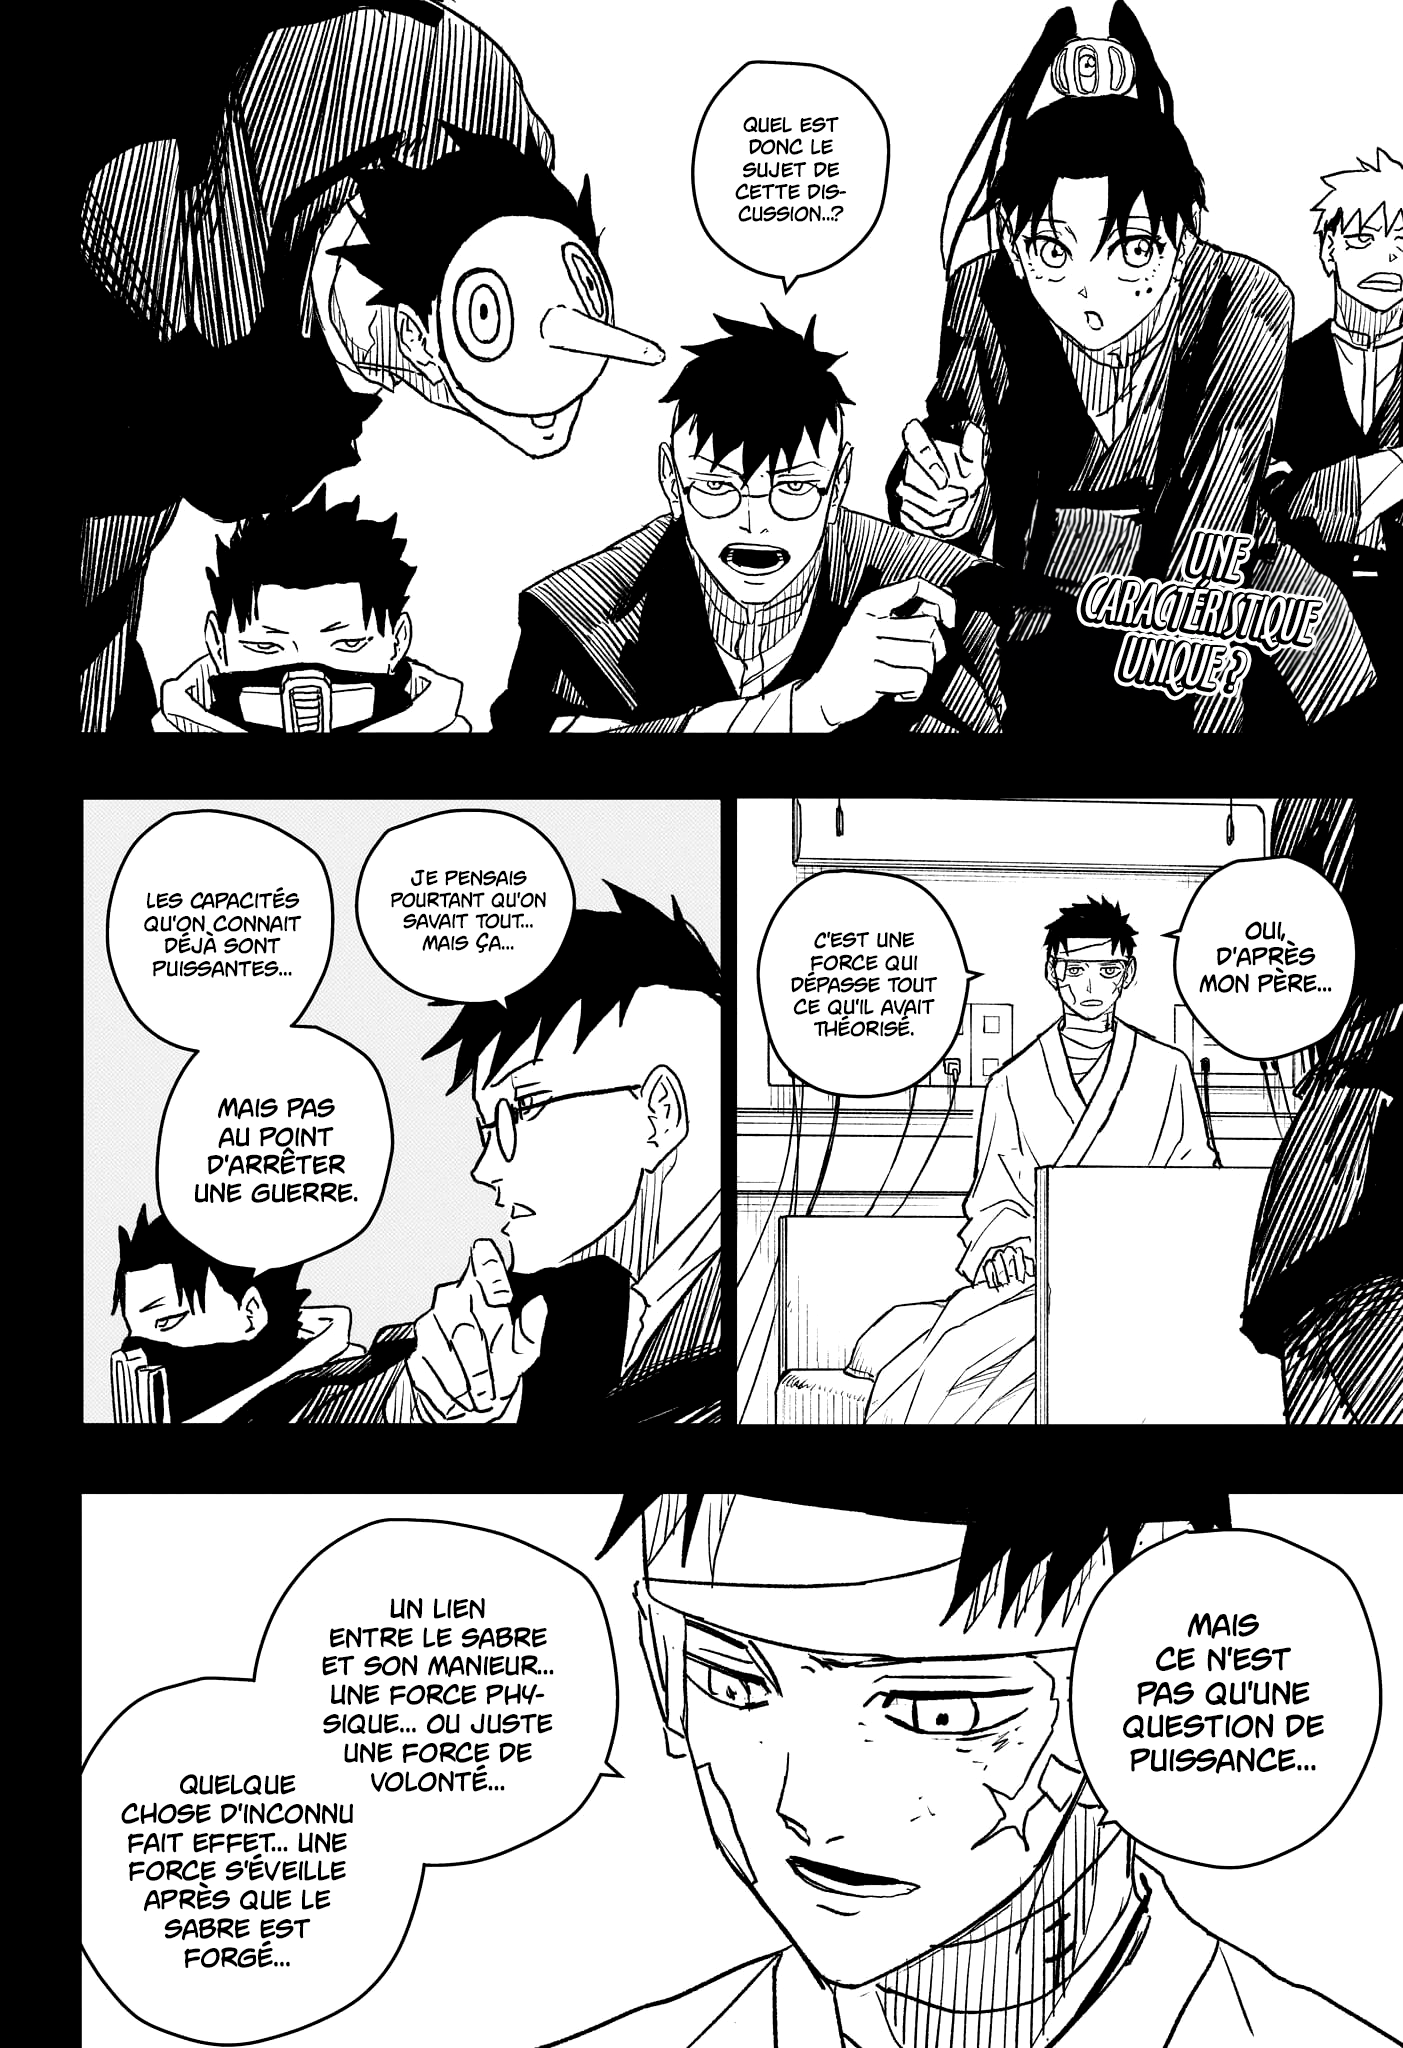 QUEL EST
DONC LE
SUJET DE
CETTE DIS-
CUSSION...?
UNE
CARACTÉRISTIQUE
UNIQUE?
OUI,
D'APRÈS
MON PÈRE...
C'EST UNE
FORCE QUI
DÉPASSE TOUT
CE QU'IL AVAIT
THÉORISÉ.
JE PENSAIS
POURTANT QU'ON
SAVAIT TOUT...
MAIS ÇA...
LES CAPACITÉS
QU'ON CONNAIT
DÉJÀ SONT
PUISSANTES...
MAIS PAS
AU POINT
D'ARRÊTER
UNE GUERRE.
MAIS
CE N'EST
PAS QU'UNE
QUESTION DE
PUISSANCE...
UN LIEN
ENTRE LE SABRE
ET SON MANIEUR...
UNE FORCE PHY-
SIQUE... OU JUSTE
UNE FORCE DE
VOLONTÉ...
QUELQUE
CHOSE D'INCONNU
FAIT EFFET... UNE
FORCE S'ÉVEILLE
APRÈS QUE LE
SABRE EST
FORGÉ...